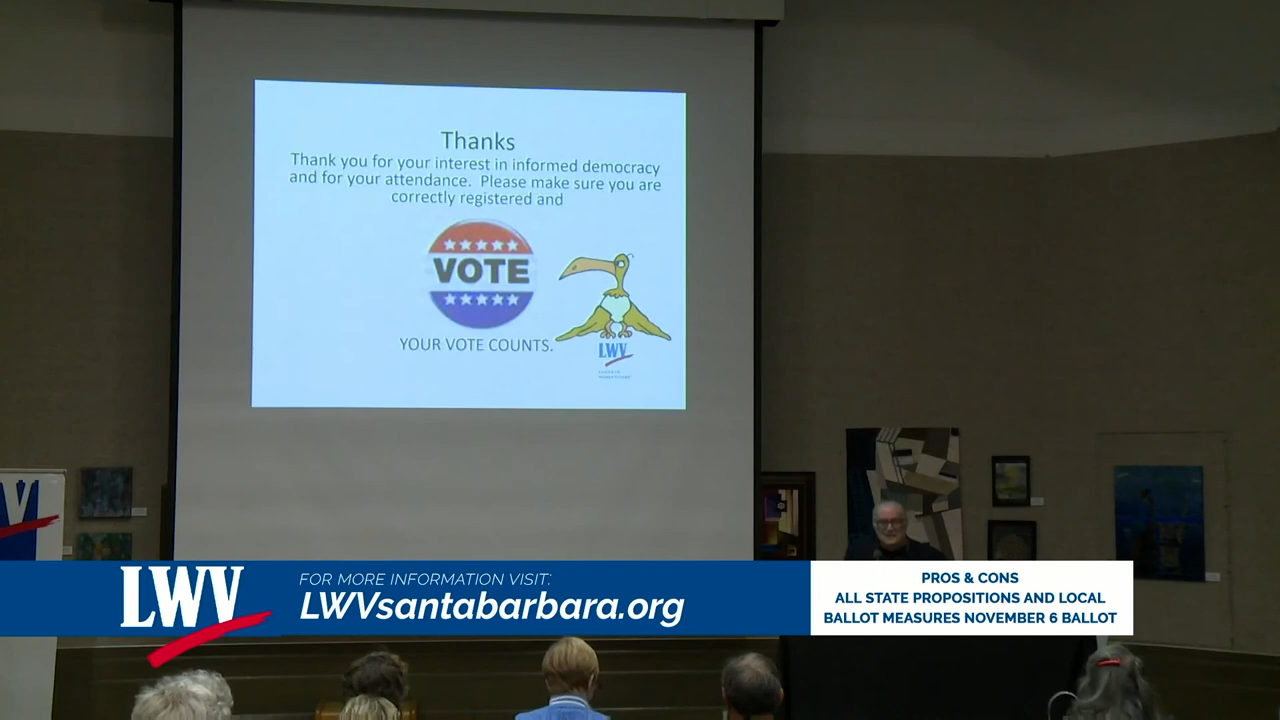 Thanks
Thank you for your interest in informed democracy
and for your attendance.  Please make sure you are
correctly registered and
VOTE
YOUR VOTE COUNTS.
LWV
V
LWV
FOR MORE INFORMATION VISIT:
LWVsantabarbara.org
PROS & CONS
ALL STATE PROPOSITIONS AND LOCAL
BALLOT MEASURES NOVEMBER 6 BALLOT